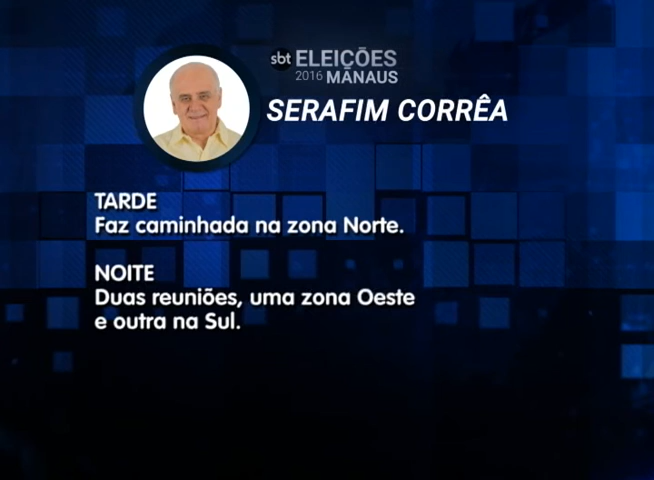 sbt ELEIÇÕES
2016 MANAUS
SERAFIM CORRÊA
TARDE
Faz caminhada na zona Norte.
NOITE
Duas reuniões, uma zona Oeste
e outra na Sul.